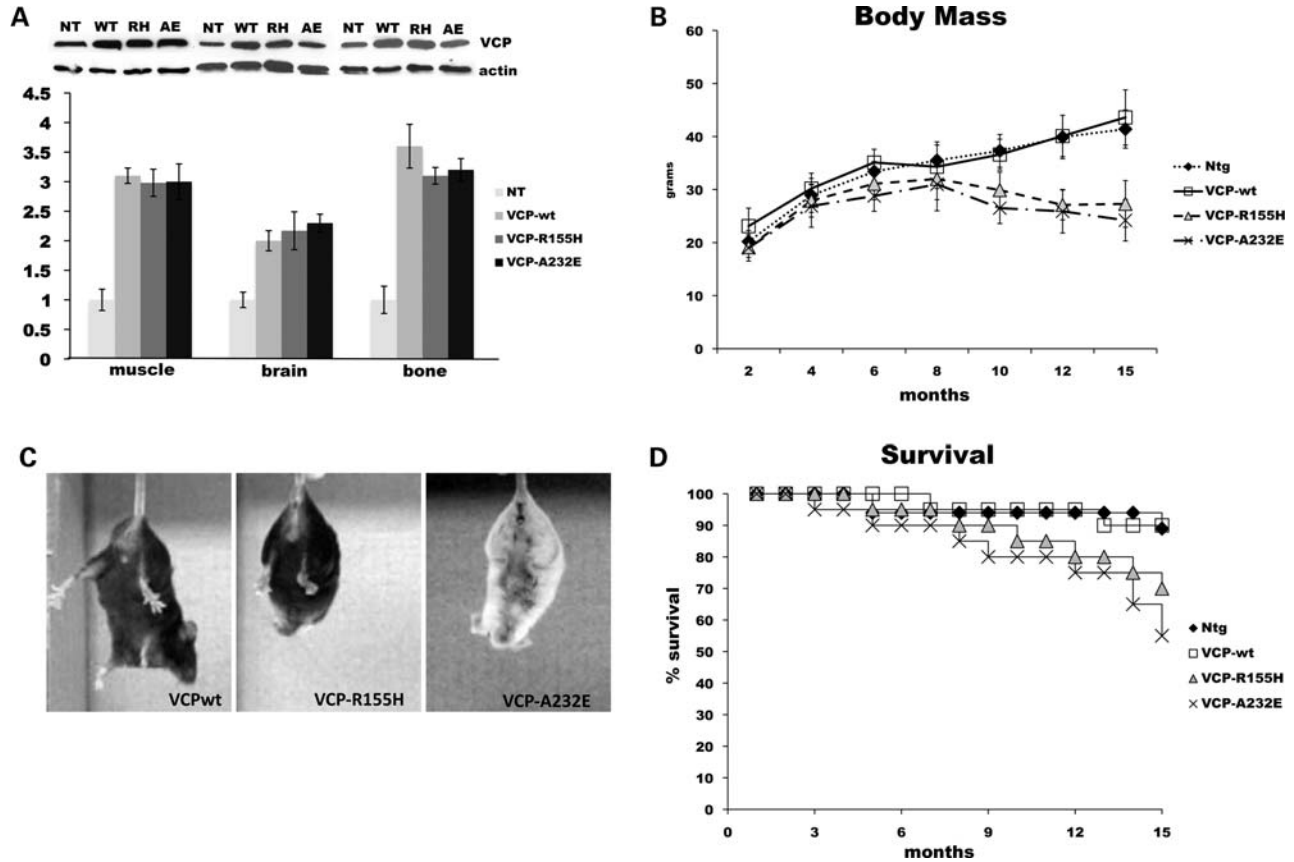 A
NT WT RH AE NT WT RH AE NT WT RH AE
VCP
actin
4.5
4
3.5
3
2.5
2
1.5
1
0.5
0
muscle brain bone
NT
VCP-wt
VCP-R155H
VCP-A232E
B
Body Mass
60
50
40
30
20
10
0
grams
2 4 6 8 10 12 15
months
Ntg
VCP-wt
VCP-R155H
VCP-A232E
C
VCPwt
VCP-R155H
VCP-A232E
D
Survival
100
90
80
70
60
50
40
30
20
10
0
% survival
0 3 6 9 12 15
months
Ntg
VCP-wt
VCP-R155H
VCP-A232E